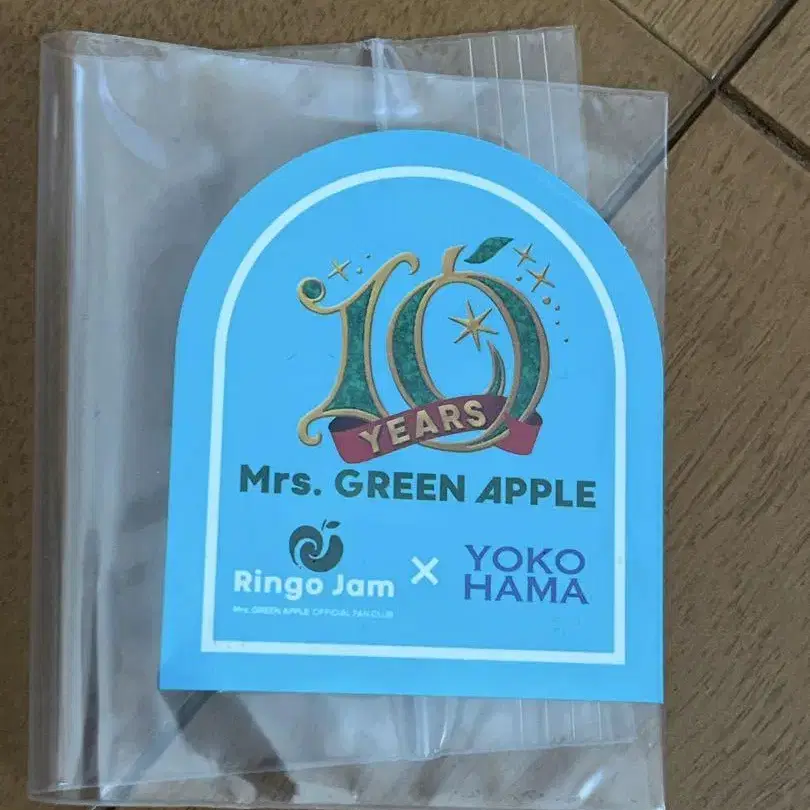 10
YEARS
Mrs. GREEN APPLE
Ringo Jam
Mrs. GREEN APPLE OFFICIAL FAN CLUB
×
YOKO
HAMA